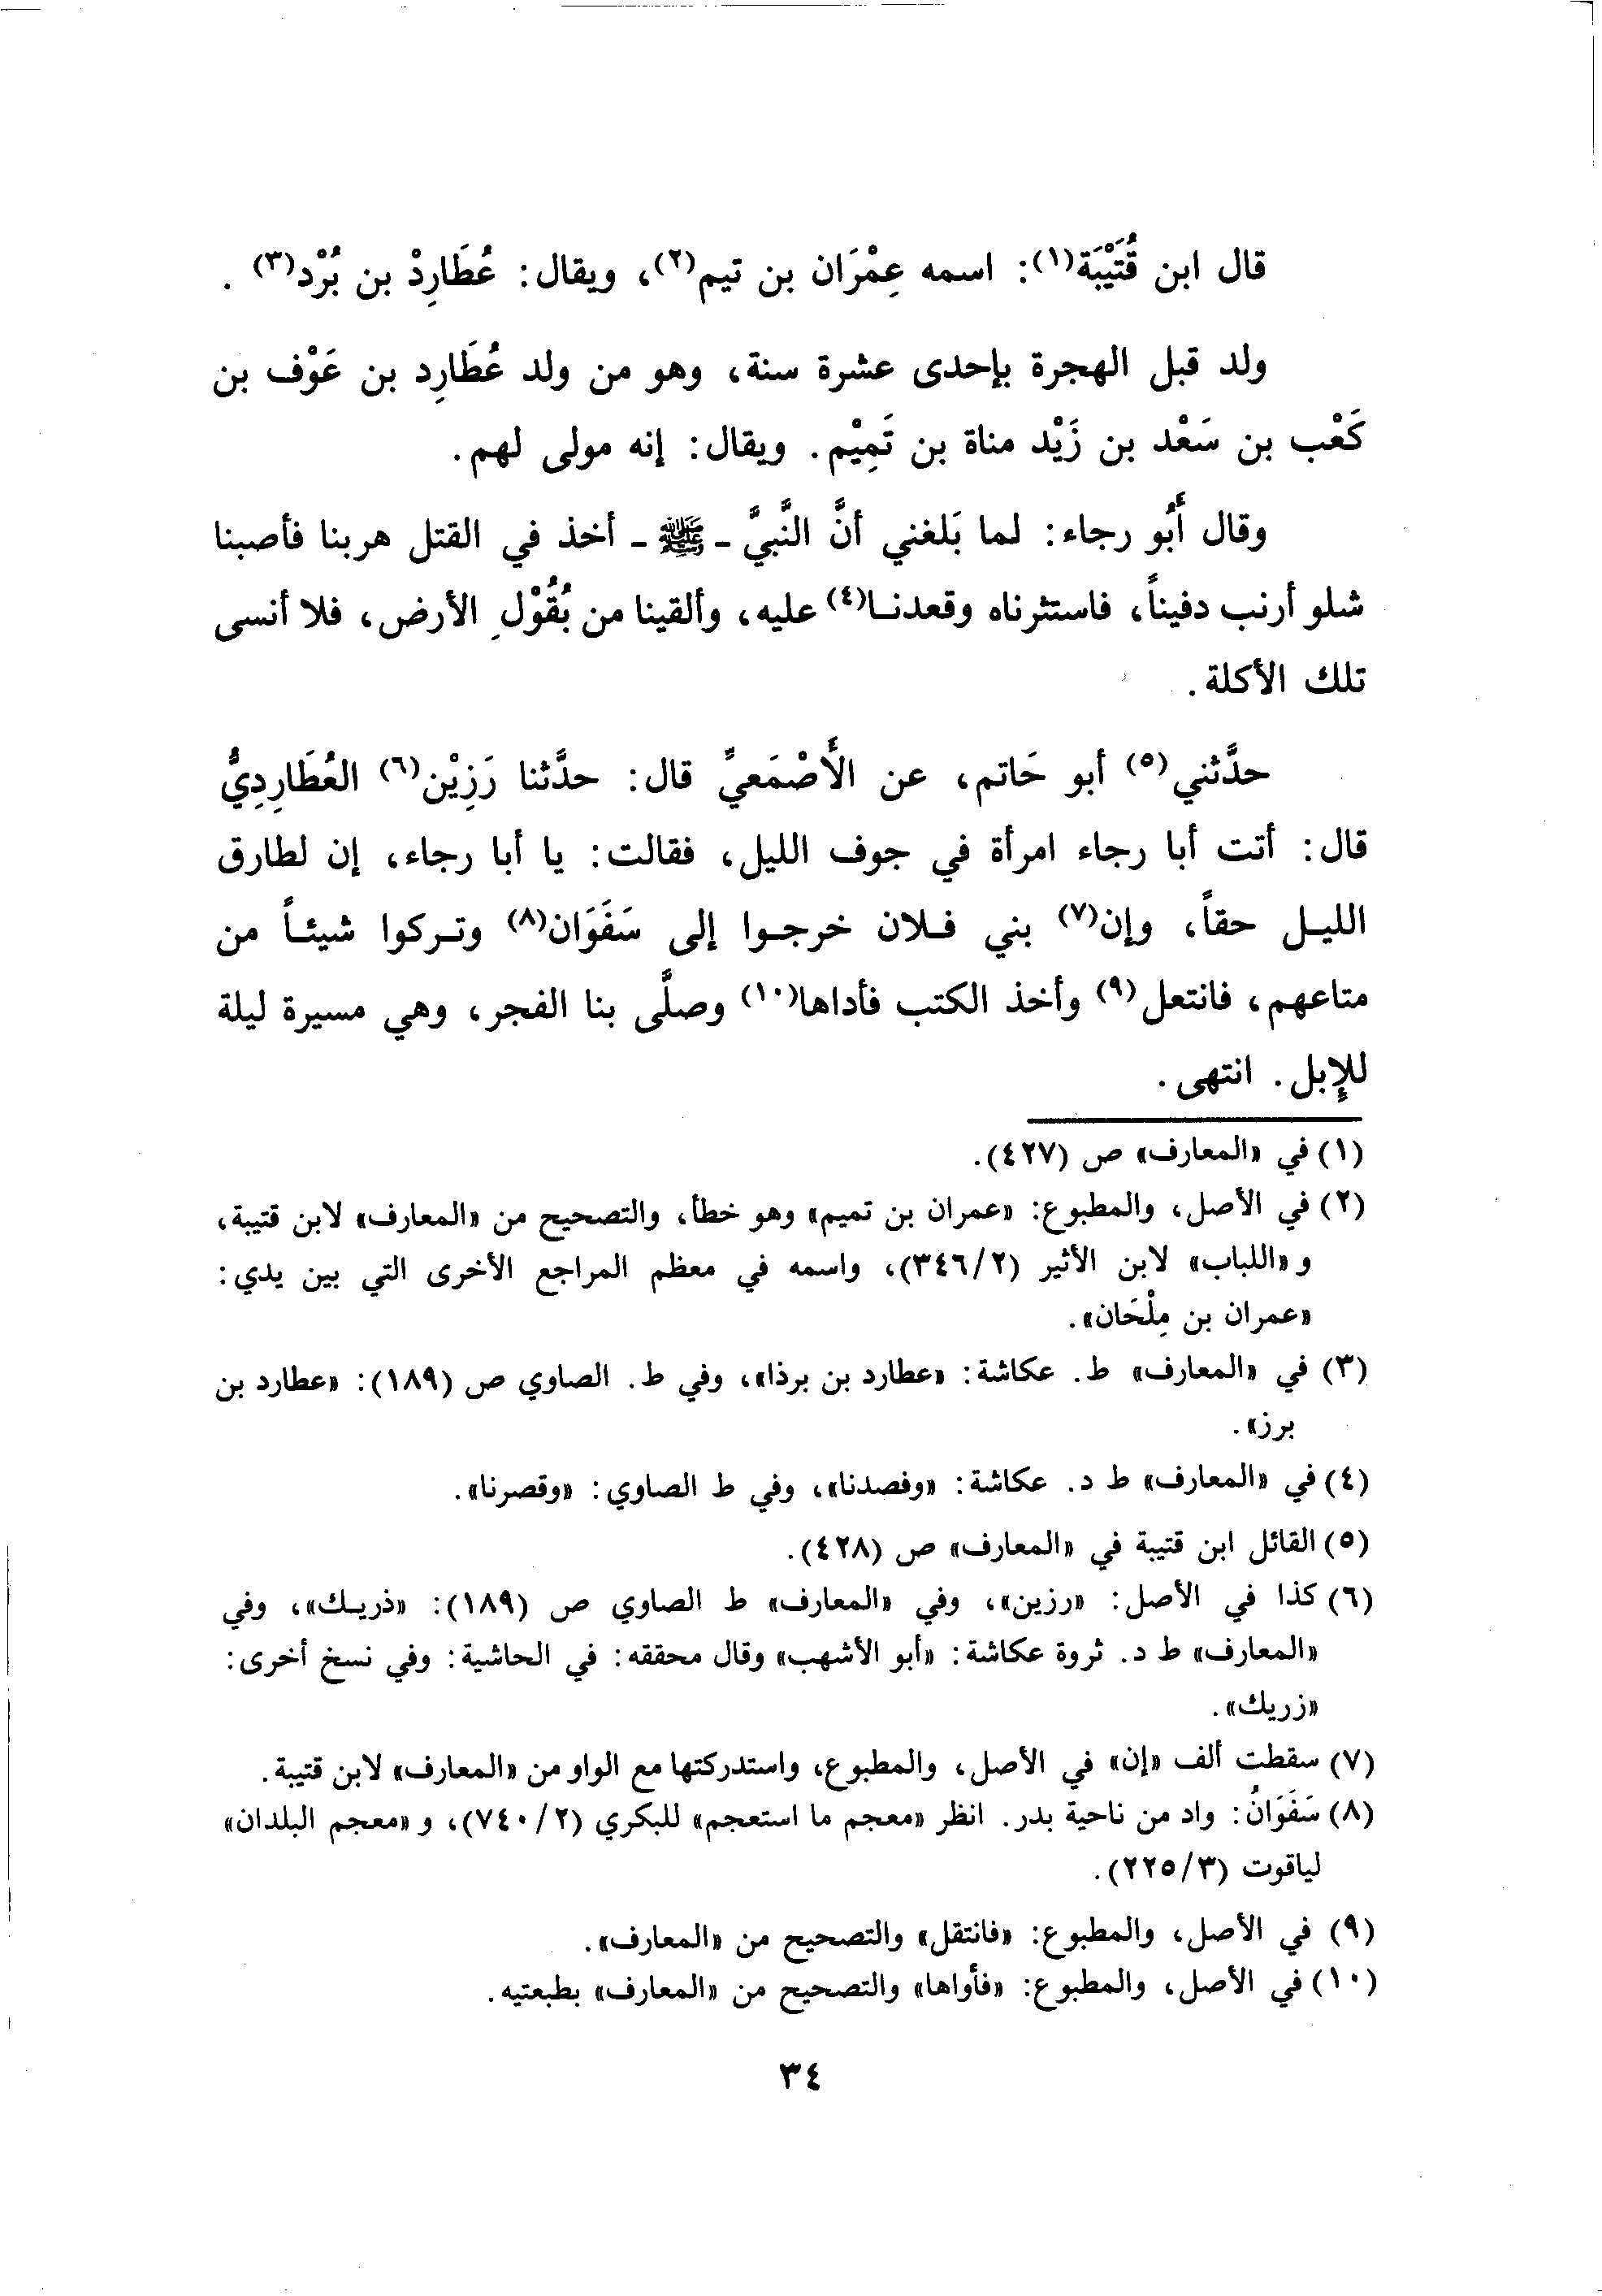 قال ابن قُتَيْبَة(١): اسمه عِمْرَان بن تيم(٢)، ويقال: عُطَارِدْ بن بُرْد(٣).
ولد قبل الهجرة بإحدى عشرة سنة، وهو من ولد عُطَارِد بن عَوْف بن
كَعْب بن سَعْد بن زَيْد مناة بن تَمِيْم. ويقال: إنه مولى لهم.
وقال أَبُو رجاء: لما بَلغني أنَّ النَّبيَّ ـ ﷺ ـ أخذ في القتل هربنا فأصبنا
شلو أرنب دفيناً، فاستثرناه وقعدنـا(٤) عليه، وألقينا من بُقُوْلِ الأرض، فلا أنسى
تلك الأكلة.
حدَّثني(٥) أبو حَاتم، عن الأَصْمَعيِّ قال: حدَّثنا رَزِيْن(٦) العُطَارِدِيُّ
قال: أتت أبا رجاء امرأة في جوف الليل، فقالت: يا أبا رجاء، إن لطارق
الليـل حقاً، وإن(٧) بني فـلان خرجـوا إلى سَفَوَان(٨) وتـركوا شيئـاً من
متاعهم، فانتعل(٩) وأخذ الكتب فأداها(١٠) وصلَّى بنا الفجر، وهي مسيرة ليلة
للإبل. انتهى.
(١) في «المعارف» ص (٤٢٧).
(٢) في الأصل، والمطبوع: «عمران بن تميم» وهو خطأ، والتصحيح من «المعارف» لابن قتيبة،
و «اللباب» لابن الأثير (٣٤٦/٢)، واسمه في معظم المراجع الأخرى التي بين يدي:
«عمران بن مِلْحَان».
(٣) في «المعارف» ط. عكاشة: «عطارد بن برذا»، وفي ط. الصاوي ص (١٨٩): «عطارد بن
برز».
(٤) في «المعارف» ط د. عكاشة: «وفصدنا»، وفي ط الصاوي: «وقصرنا».
(٥) القائل ابن قتيبة في «المعارف» ص (٤٢٨).
(٦) كذا في الأصل: «رزين»، وفي «المعارف» ط الصاوي ص (١٨٩): «ذريـك»، وفي
«المعارف» ط د. ثروة عكاشة: «أبو الأشهب» وقال محققه: في الحاشية: وفي نسخ أخرى:
«زريك».
(٧) سقطت ألف «إن» في الأصل، والمطبوع، واستدركتها مع الواو من «المعارف» لابن قتيبة.
(٨) سَفَوَانُ: واد من ناحية بدر. انظر «معجم ما استعجم» للبكري (٧٤٠/٢)، و «معجم البلدان»
لياقوت (٢٢٥/٣).
(٩) في الأصل، والمطبوع: «فانتقل» والتصحيح من «المعارف».
(١٠) في الأصل، والمطبوع: «فأواها» والتصحيح من «المعارف» بطبعتيه.
٣٤